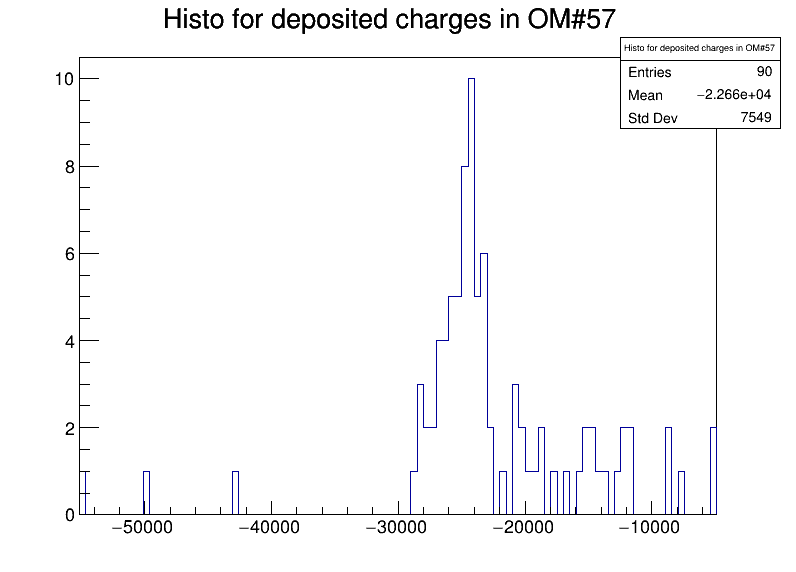 Histo for deposited charges in OM#57
Histo for deposited charges in OM#57
Entries 90
Mean −2.266e+04
Std Dev 7549
10
8
6
4
2
0
−50000 −40000 −30000 −20000 −10000